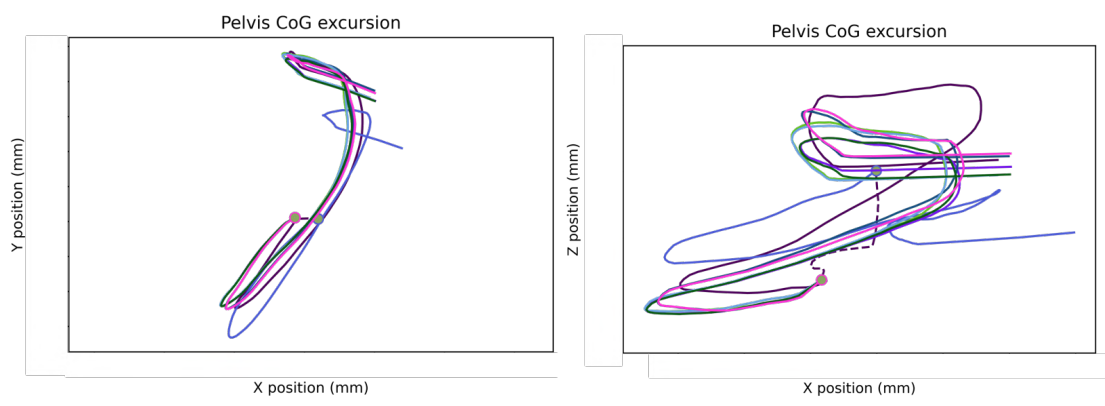 Pelvis CoG excursion
Y position (mm)
X position (mm)
Pelvis CoG excursion
Z position (mm)
X position (mm)